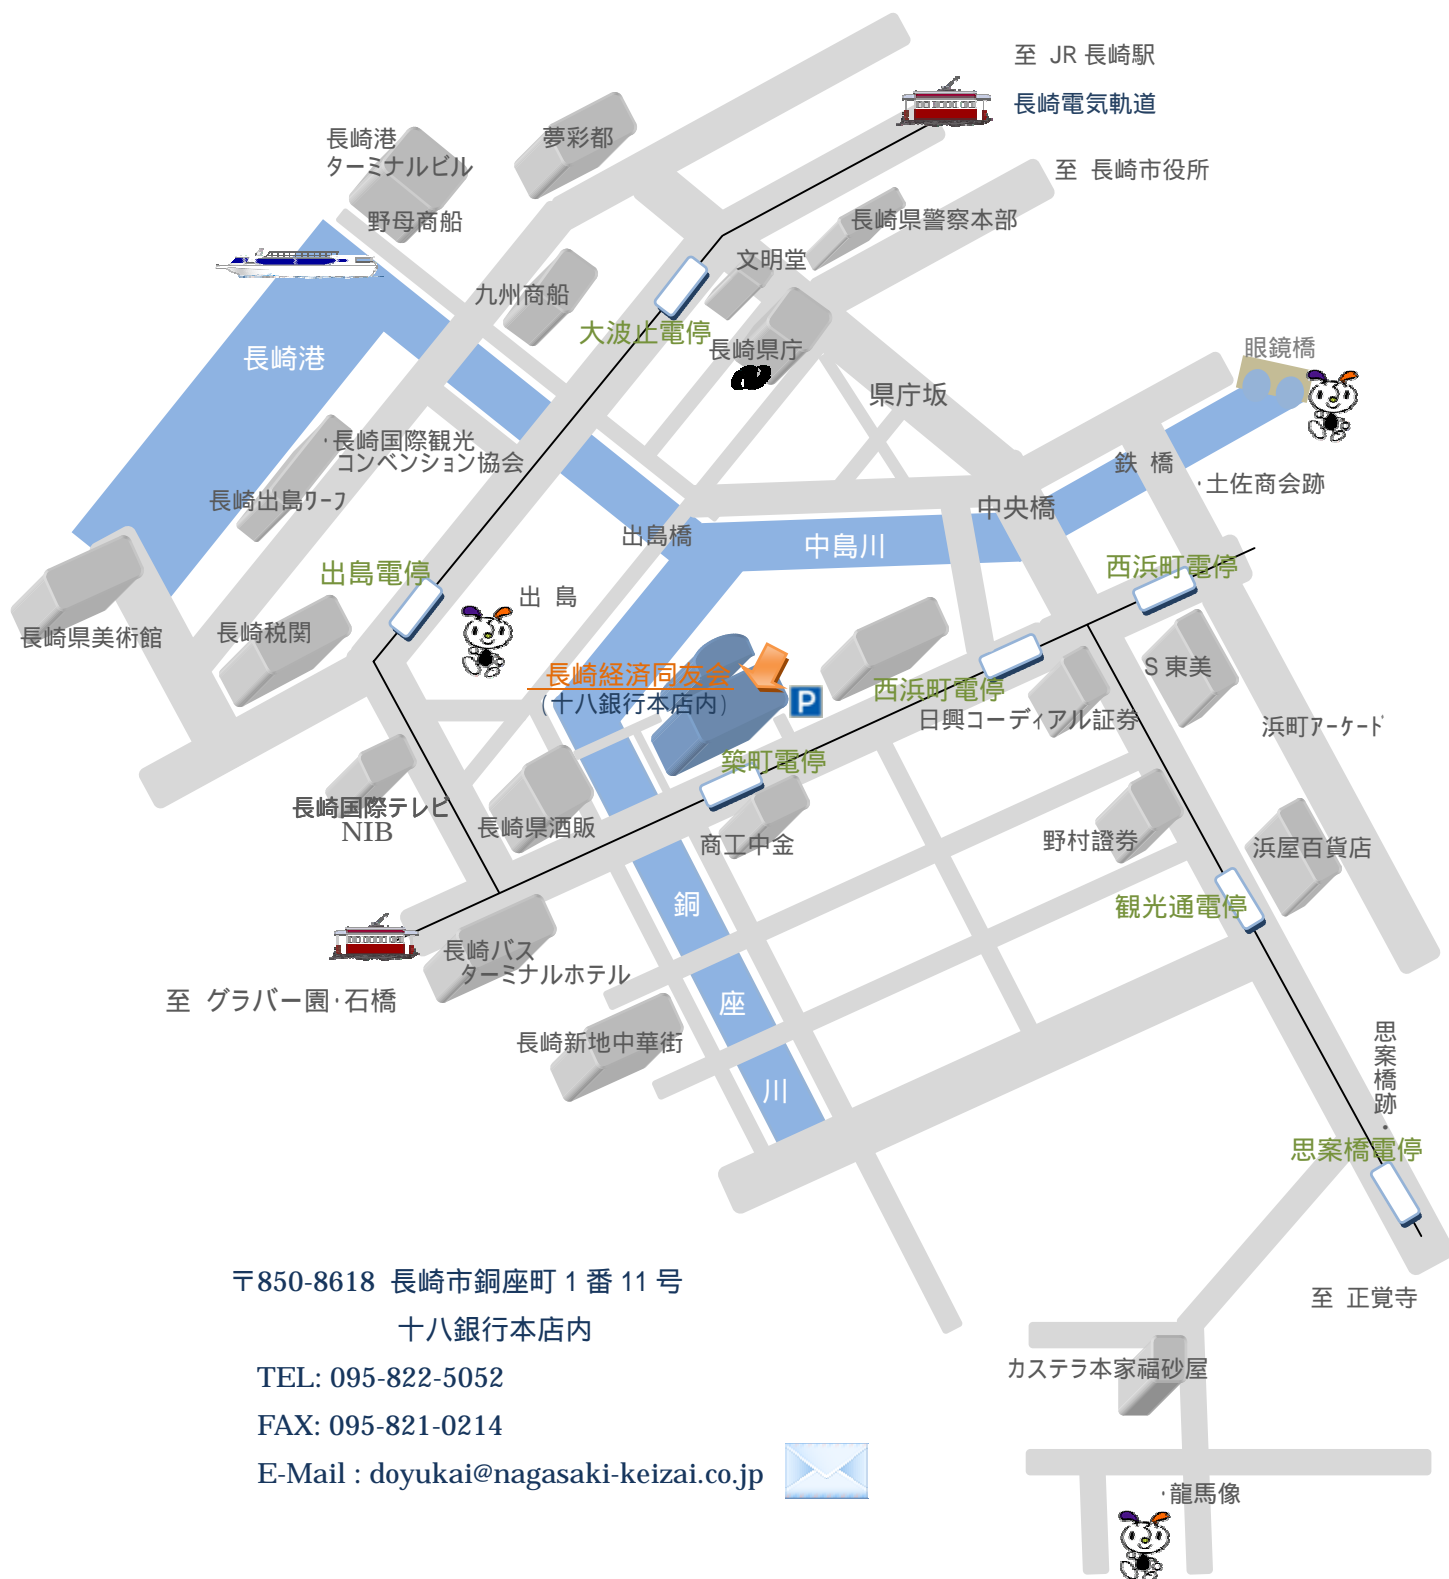 至 JR 長崎駅
長崎電気軌道
長崎港
ターミナルビル
夢彩都
至 長崎市役所
野母商船
長崎県警察本部
文明堂
九州商船
大波止電停
長崎県庁
眼鏡橋
長崎港
県庁坂
・長崎国際観光
コンベンション協会
鉄 橋
・土佐商会跡
長崎出島ワーフ
中央橋
出島橋
中島川
出島電停
西浜町電停
出 島
長崎県美術館
長崎税関
長崎経済同友会
(十八銀行本店内)
P
西浜町電停
S 東美
日興コーディアル証券
浜町アーケード
築町電停
長崎国際テレビ
NIB
長崎県酒販
商工中金
野村證券
浜屋百貨店
銅
観光通電停
長崎バス
ターミナルホテル
至 グラバー園・石橋
座
長崎新地中華街
思案橋跡・
川
思案橋電停
〒850-8618 長崎市銅座町 1 番 11 号
十八銀行本店内
至 正覚寺
TEL: 095-822-5052
カステラ本家福砂屋
FAX: 095-821-0214
E-Mail : doyukai@nagasaki-keizai.co.jp
・龍馬像